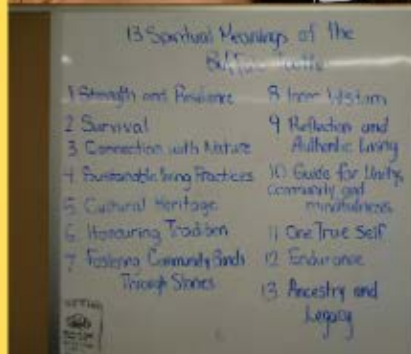 13 Spiritual Meanings of the
Buffalo Tooth
1 Strength and Resilience
2 Survival
3 Connection with Nature
4 Sustainable Living Practices
5 Cultural Heritage
6 Honouring Tradition
7 Fostering Community Bonds
Through Stories
8 Inner Wisdom
9 Reflection and
Authentic Living
10 Guide for Unity,
Community and
mindfulness
11 One True Self
12 Endurance
13 Ancestry and
Legacy